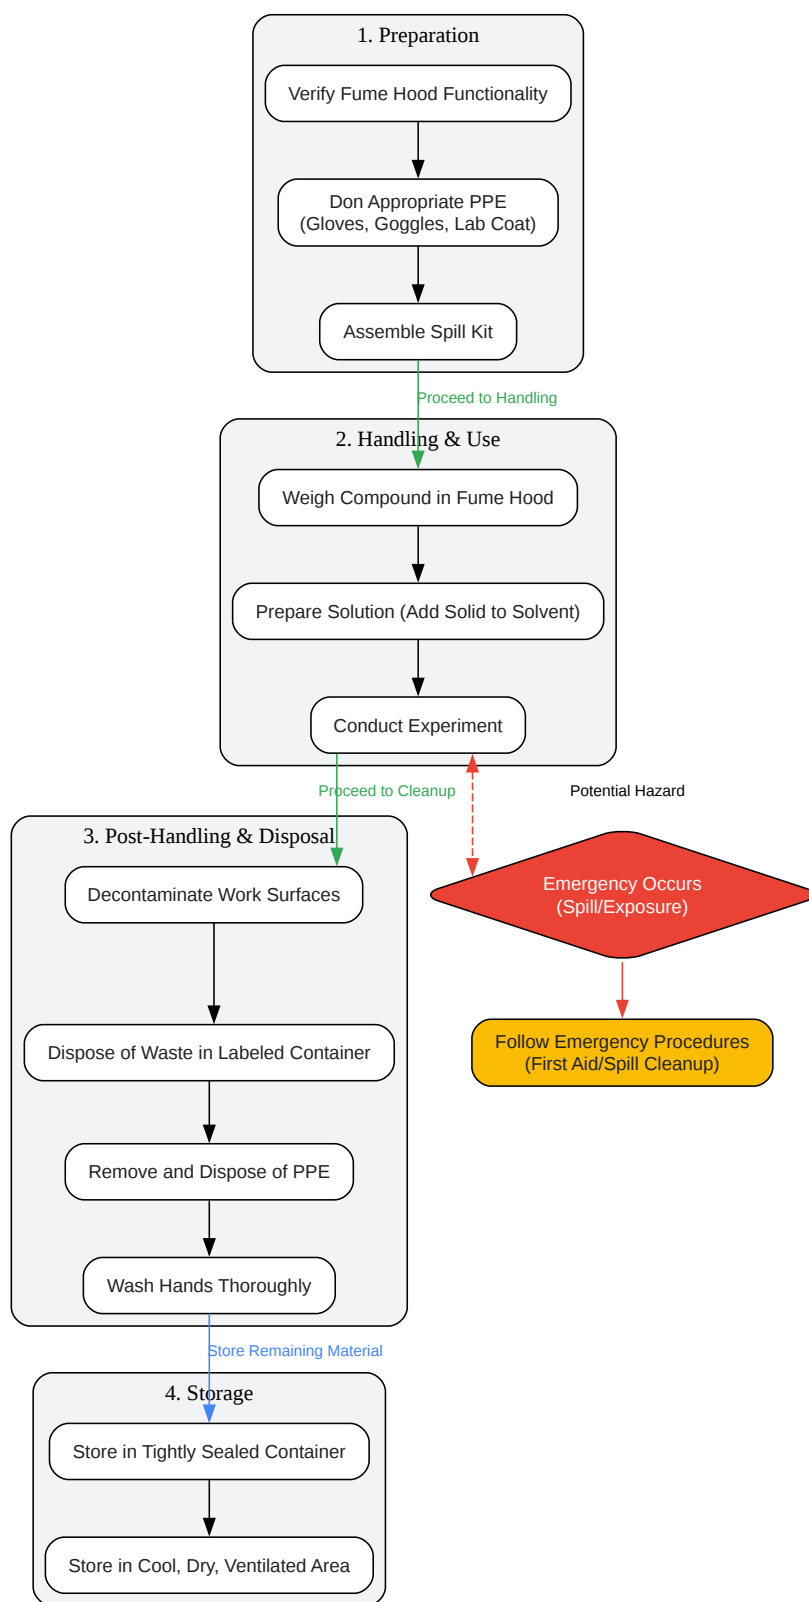 1. Preparation
Verify Fume Hood Functionality
Don Appropriate PPE
(Gloves, Goggles, Lab Coat)
Assemble Spill Kit
Proceed to Handling
2. Handling & Use
Weigh Compound in Fume Hood
Prepare Solution (Add Solid to Solvent)
Conduct Experiment
Proceed to Cleanup
Potential Hazard
3. Post-Handling & Disposal
Decontaminate Work Surfaces
Emergency Occurs
(Spill/Exposure)
Dispose of Waste in Labeled Container
Follow Emergency Procedures
(First Aid/Spill Cleanup)
Remove and Dispose of PPE
Wash Hands Thoroughly
Store Remaining Material
4. Storage
Store in Tightly Sealed Container
Store in Cool, Dry, Ventilated Area